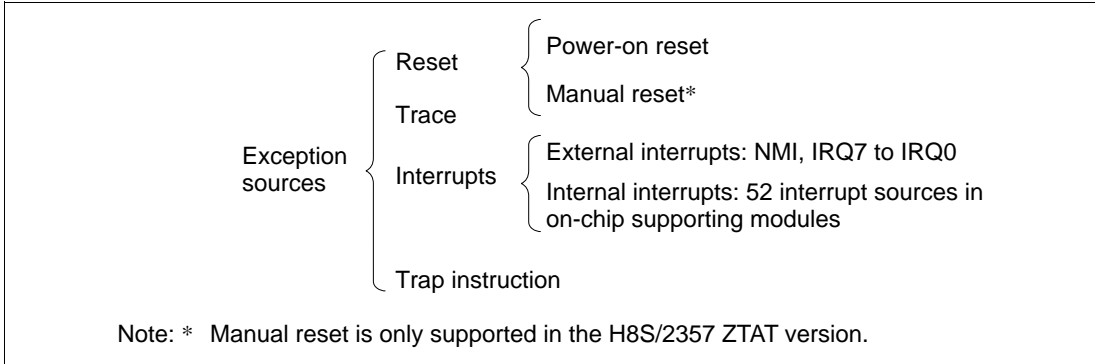 Exception
sources
Reset
Power-on reset
Manual reset*
Trace
Interrupts
External interrupts: NMI, IRQ7 to IRQ0
Internal interrupts: 52 interrupt sources in
on-chip supporting modules
Trap instruction
Note: * Manual reset is only supported in the H8S/2357 ZTAT version.